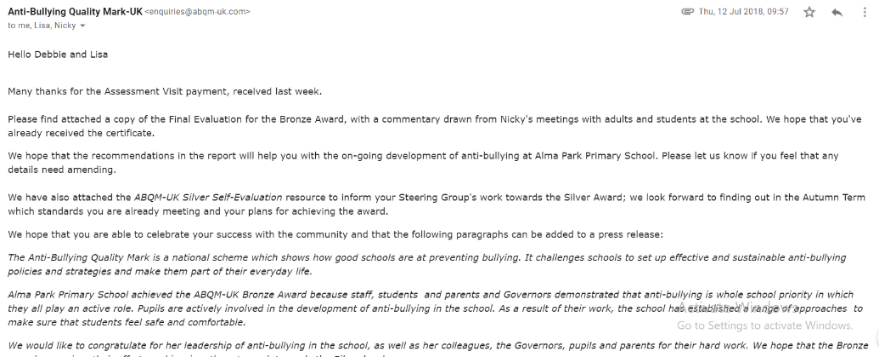 Anti-Bullying Quality Mark-UK <enquiries@abqm-uk.com>
Thu, 12 Jul 2018, 09:57
to me, Lisa, Nicky
Hello Debbie and Lisa
Many thanks for the Assessment Visit payment, received last week.
Please find attached a copy of the Final Evaluation for the Bronze Award, with a commentary drawn from Nicky's meetings with adults and students at the school. We hope that you've
already received the certificate.
We hope that the recommendations in the report will help you with the on-going development of anti-bullying at Alma Park Primary School. Please let us know if you feel that any
details need amending.
We have also attached the ABQM-UK Silver Self-Evaluation resource to inform your Steering Group's work towards the Silver Award; we look forward to finding out in the Autumn Term
which standards you are already meeting and your plans for achieving the award.
We hope that you are able to celebrate your success with the community and that the following paragraphs can be added to a press release:
The Anti-Bullying Quality Mark is a national scheme which shows how good schools are at preventing bullying. It challenges schools to set up effective and sustainable anti-bullying
policies and strategies and make them part of their everyday life.
Alma Park Primary School achieved the ABQM-UK Bronze Award because staff, students and parents and Governors demonstrated that anti-bullying is whole school priority in which
they all play an active role. Pupils are actively involved in the development of anti-bullying in the school. As a result of their work, the school has established a range of approaches to
make sure that students feel safe and comfortable.
Activate Windows
Go to Settings to activate Windows.
We would like to congratulate for her leadership of anti-bullying in the school, as well as her colleagues, the Governors, pupils and parents for their hard work. We hope that the Bronze